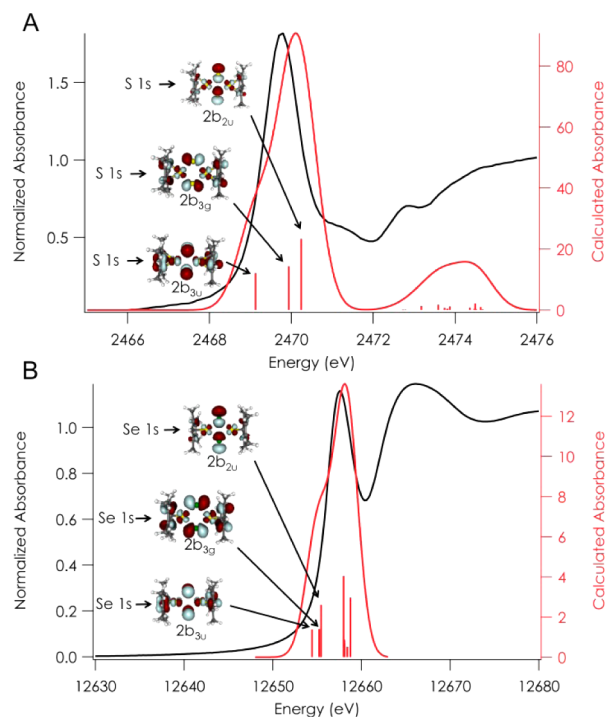 A
Normalized Absorbance
1.5
1.0
0.5
S 1s
2b2u
S 1s
2b3g
S 1s
2b3u
80
60
40
20
0
Calculated Absorbance
2466 2468 2470 2472 2474 2476
Energy (eV)
B
Normalized Absorbance
1.0
0.8
0.6
0.4
0.2
0.0
Se 1s
2b2u
Se 1s
2b3g
Se 1s
2b3u
12
10
8
6
4
2
0
Calculated Absorbance
12630 12640 12650 12660 12670 12680
Energy (eV)